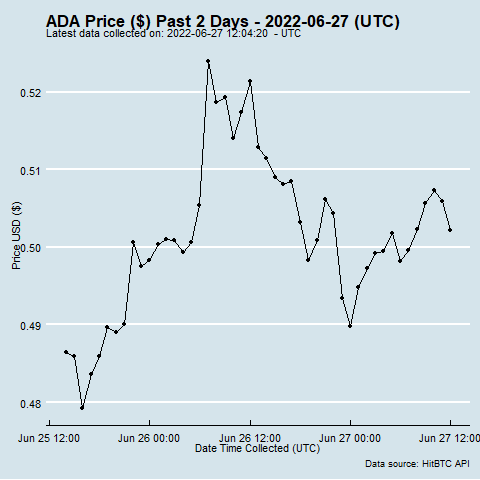 ADA Price ($) Past 2 Days - 2022-06-27 (UTC)
Latest data collected on: 2022-06-27 12:04:20  - UTC
Price USD ($)
0.52
0.51
0.50
0.49
0.48
Jun 25 12:00
Jun 26 00:00
Jun 26 12:00
Jun 27 00:00
Jun 27 12:00
Date Time Collected (UTC)
Data source: HitBTC API